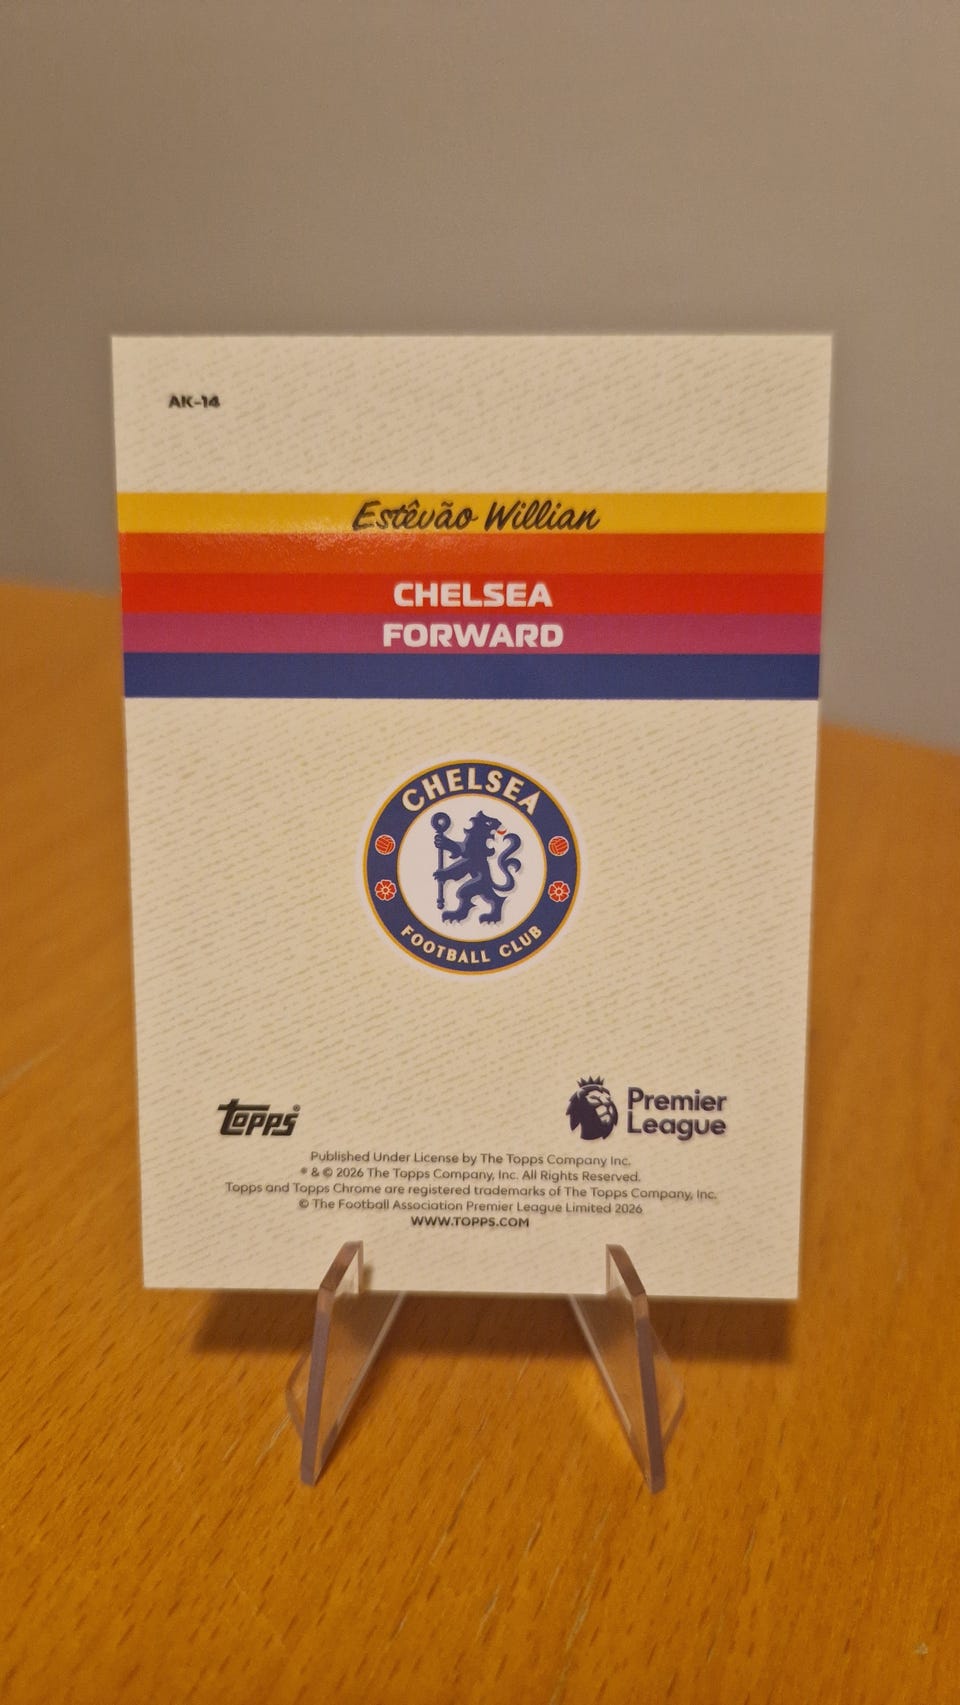 AK-14
Estêvão Willian
CHELSEA
FORWARD
CHELSEA
FOOTBALL CLUB
topps®
Premier
League
Published Under License by The Topps Company Inc.
® & © 2026 The Topps Company, Inc. All Rights Reserved.
Topps and Topps Chrome are registered trademarks of The Topps Company, Inc.
© The Football Association Premier League Limited 2026
WWW.TOPPS.COM